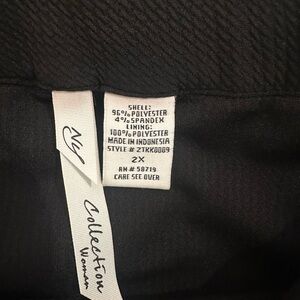 SHELL:
96% POLYESTER
4% SPANDEX
LINING:
100% POLYESTER
MADE IN INDONESIA
STYLE # ZTKK0009
2X
RN # 58719
CARE SEE OVER
NY
Collection
Woman